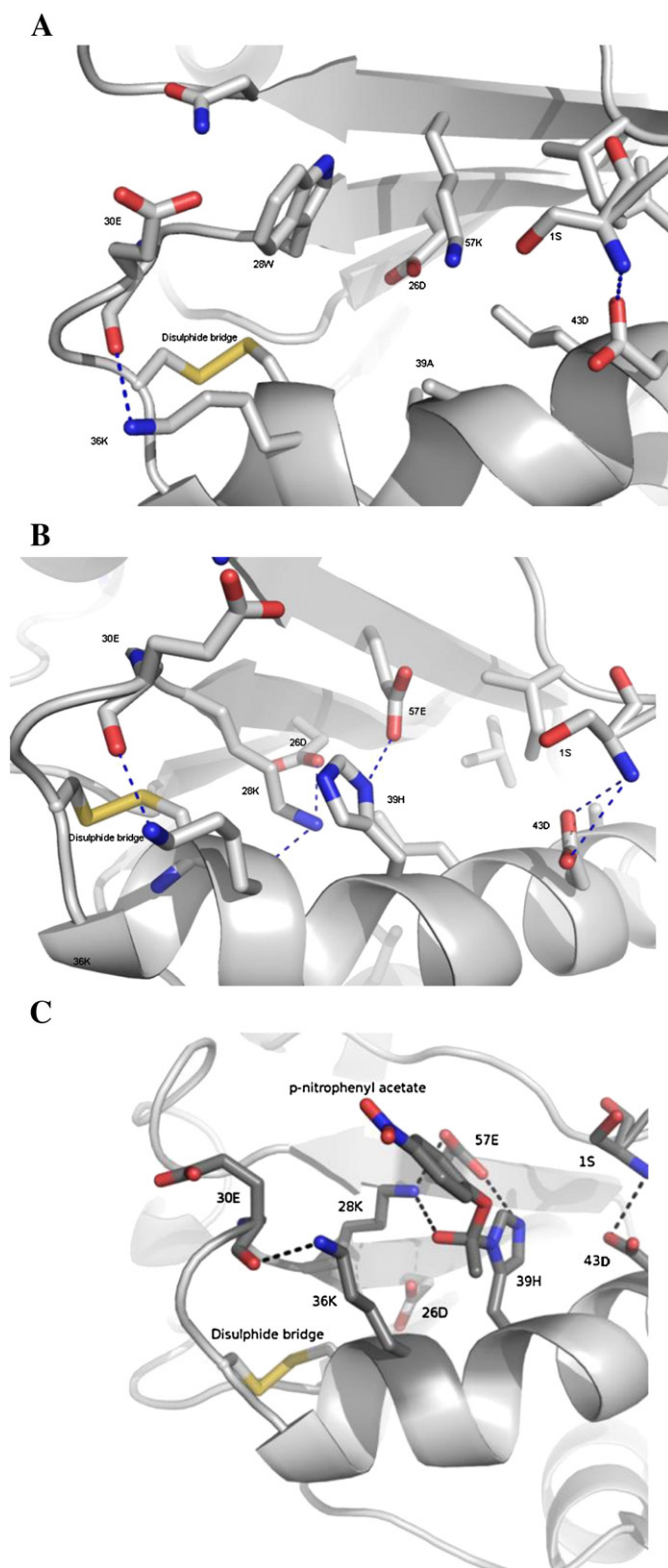 A
30E
28W
57K
1S
26D
43D
Disulphide bridge
39A
36K
B
30E
57E
26D
1S
28K
39H
43D
Disulphide bridge
36K
C
p-nitrophenyl acetate
57E
1S
30E
28K
43D
39H
36K
26D
Disulphide bridge